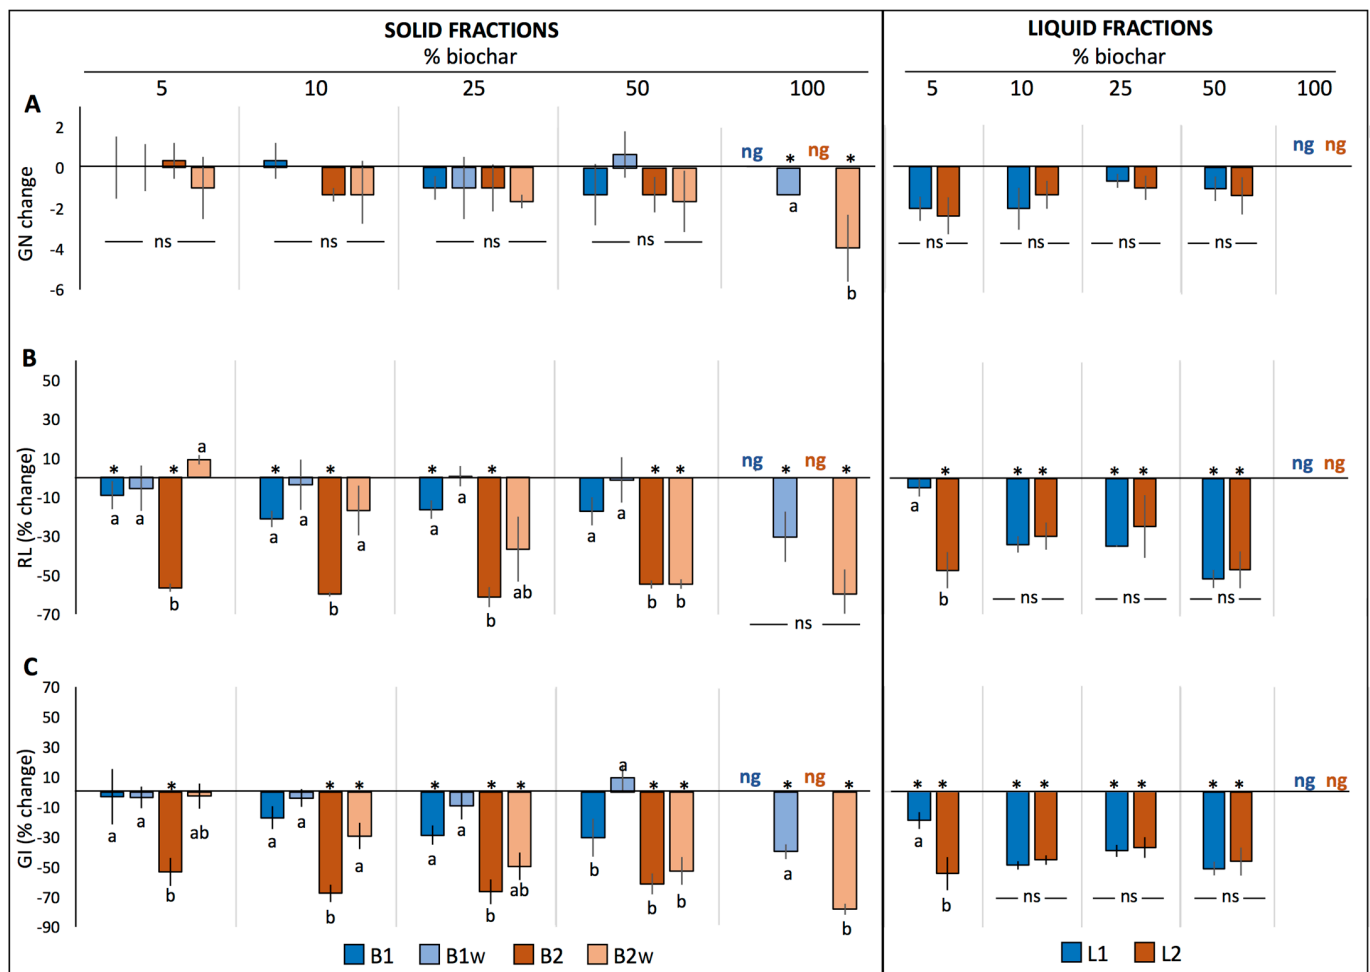 SOLID FRACTIONS
% biochar
5 10 25 50 100
LIQUID FRACTIONS
% biochar
5 10 25 50 100
A
GN change
2
0
-2
-4
-6
ng * ng *
a
b
ns ns ns ns
ng ng
ns ns ns ns
B
RL (% change)
50
30
10
-10
-30
-50
-70
* * a * * * * * * ng * ng *
a a b a a b a a a b ab a b b
ns
* * * * * * * ng ng
a b
ns ns ns
C
GI (% change)
70
50
30
10
-10
-30
-50
-70
-90
* * * * * a * * ng * ng *
a a b ab a a b a a a b ab b b b a b
* * * * * * * * ng ng
a b
ns ns ns
B1 B1w B2 B2w
L1 L2